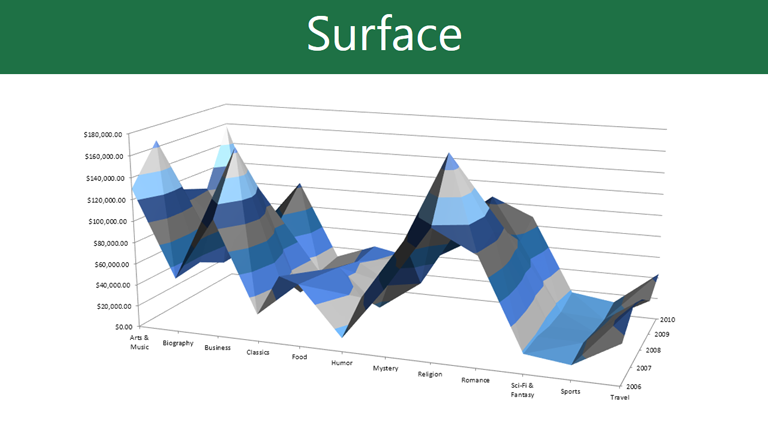 Surface
$180,000.00
$160,000.00
$140,000.00
$120,000.00
$100,000.00
$80,000.00
$60,000.00
$40,000.00
$20,000.00
$0.00
Arts &
Music
Biography
Business
Classics
Food
Humor
Mystery
Religion
Romance
Sci-Fi &
Fantasy
Sports
Travel
2010
2009
2008
2007
2006